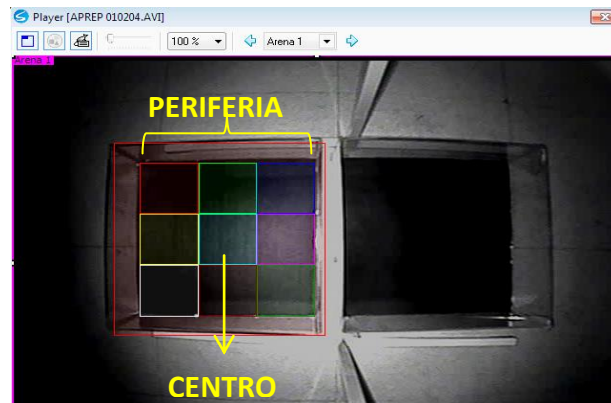 Player [APREP 010204.AVI]
100 % Arena 1
Arena 1
PERIFERIA
CENTRO